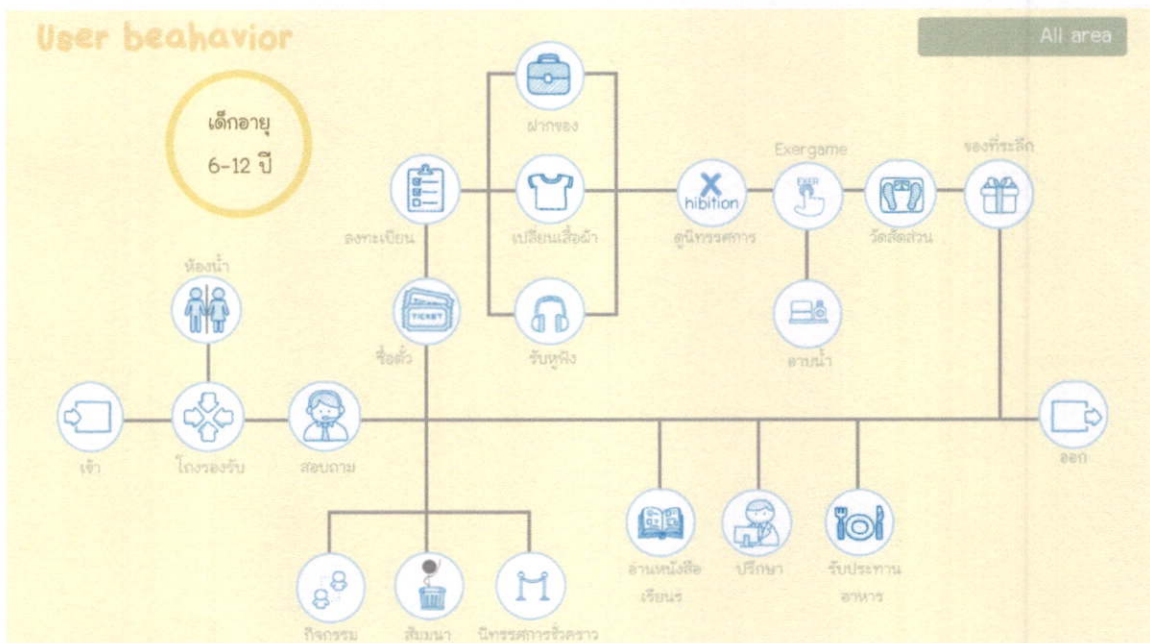 User beahavior
All area
เด็กอายุ
6-12 ปี
ฝากของ
Exergame
ของที่ระลึก
EXER
X
hibition
ลงทะเบียน
เปลี่ยนเสื้อผ้า
ดูนิทรรศการ
วัดสัดส่วน
ห้องน้ำ
TICKET
ซื้อตั๋ว
รับหูฟัง
อาบน้ำ
เข้า
โถงรองรับ
สอบถาม
ออก
อ่านหนังสือ
เรียนร
ปรึกษา
รับประทาน
อาหาร
กิจกรรม
สัมมนา
นิทรรศการชั่วคราว